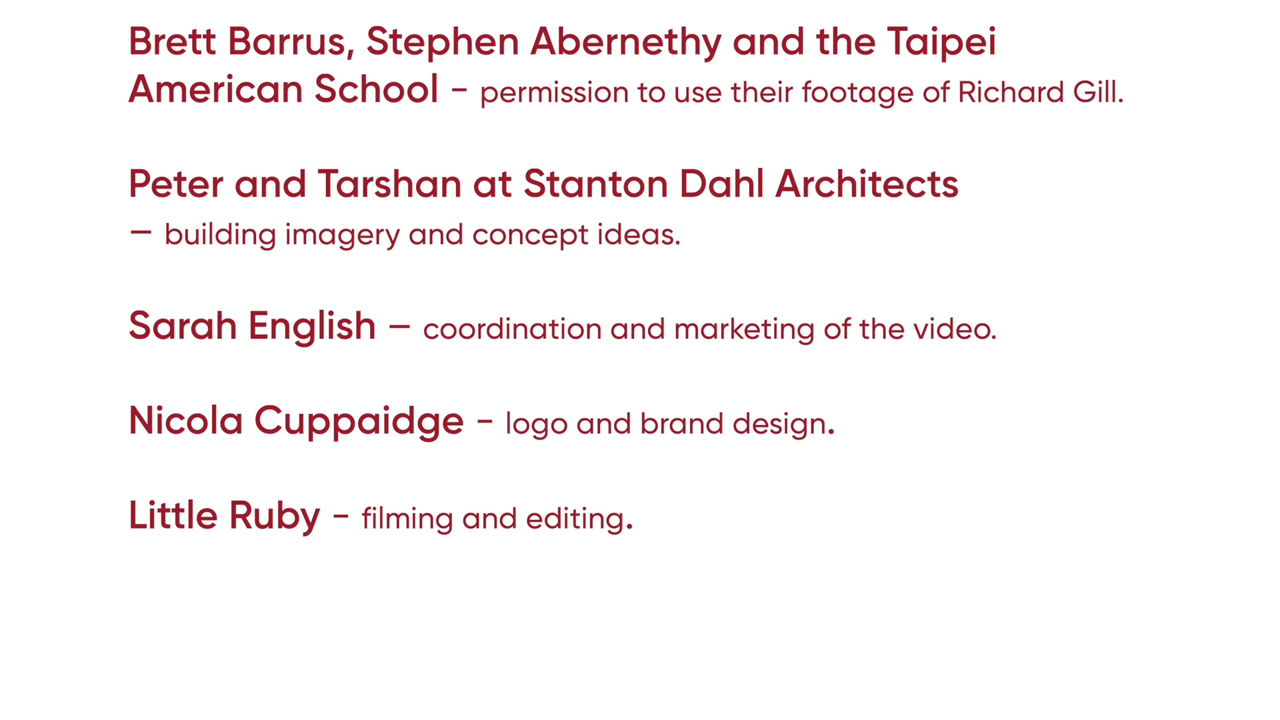 Brett Barrus, Stephen Abernethy and the Taipei
American School - permission to use their footage of Richard Gill.
Peter and Tarshan at Stanton Dahl Architects
– building imagery and concept ideas.
Sarah English – coordination and marketing of the video.
Nicola Cuppaidge - logo and brand design.
Little Ruby - filming and editing.